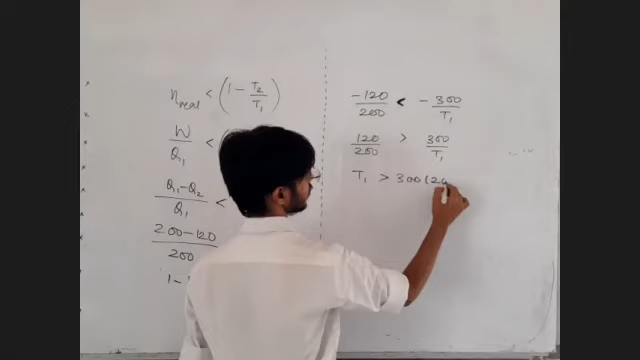 η_real < (1 - T₂/T₁)
W/Q₁ < (
Q₁-Q₂/Q₁ <
200-120/200
1-
-120/200 < -300/T₁
120/200 > 300/T₁
T₁ > 300(20